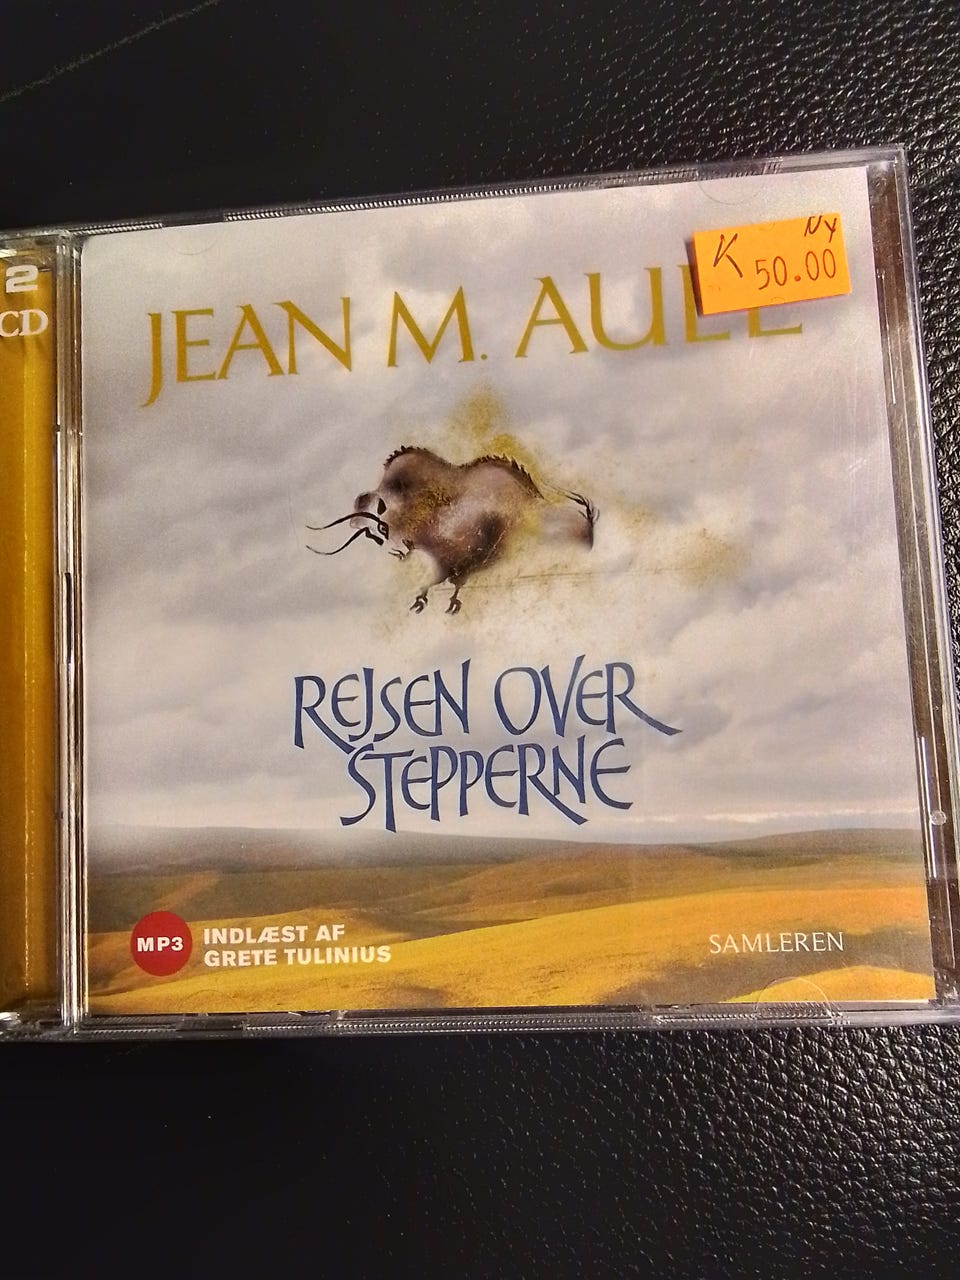 2
CD
K NY
50.00
JEAN M. AUEL
REJSEN OVER
STEPPERNE
MP3
INDLÆST AF
GRETE TULINIUS
SAMLEREN